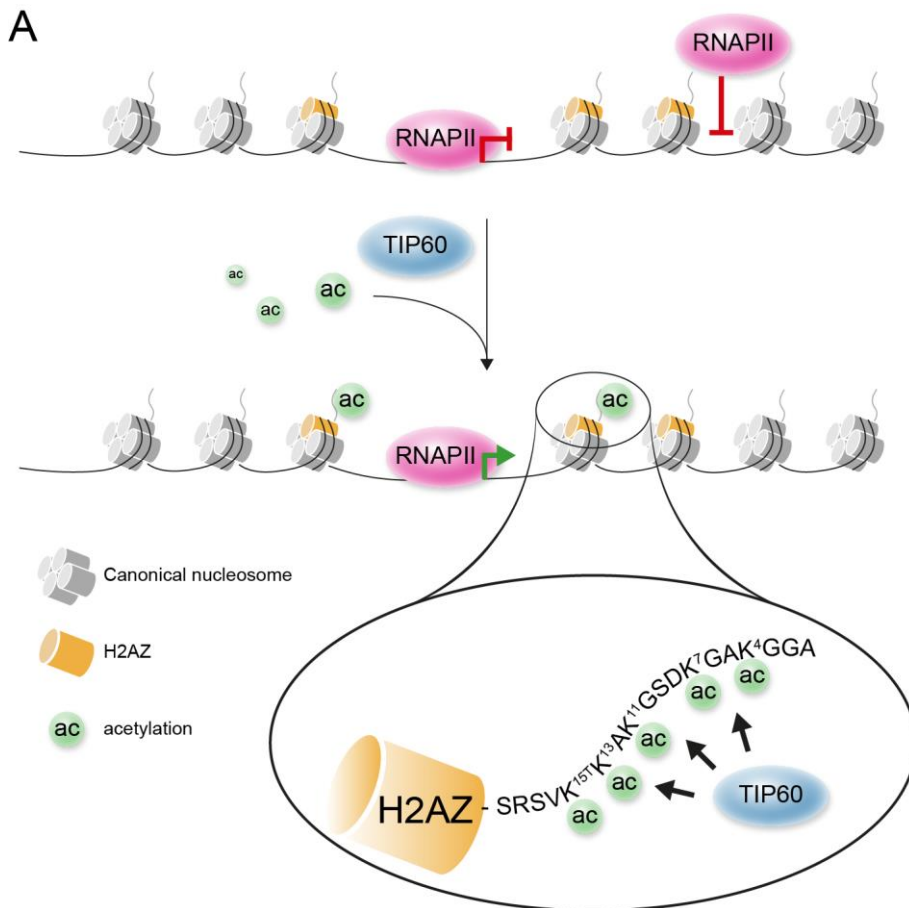 A
RNAPII
RNAPII
TIP60
ac
ac
ac
ac
ac
RNAPII
Canonical nucleosome
H2AZ
ac acetylation
H2AZ - SRSVK¹⁵ᵀK¹³AK¹¹GSDK⁷GAK⁴GGA
ac
ac
ac
ac
ac
TIP60